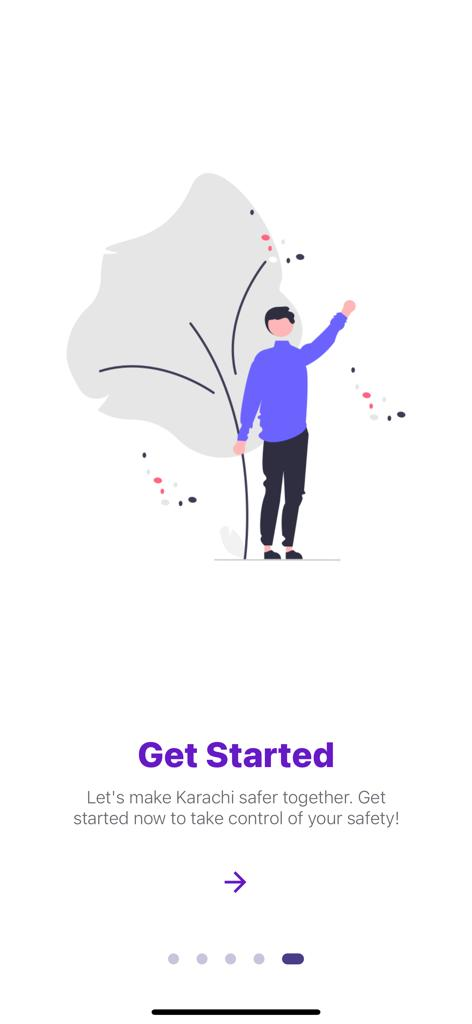 Get Started
Let's make Karachi safer together. Get
started now to take control of your safety!